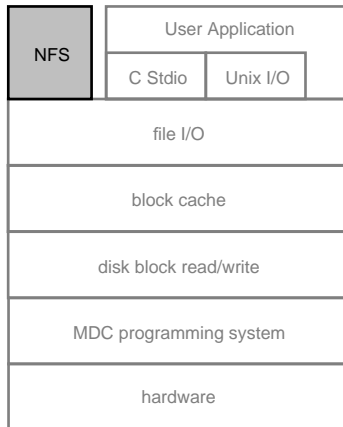 NFS
User Application
C Stdio
Unix I/O
file I/O
block cache
disk block read/write
MDC programming system
hardware